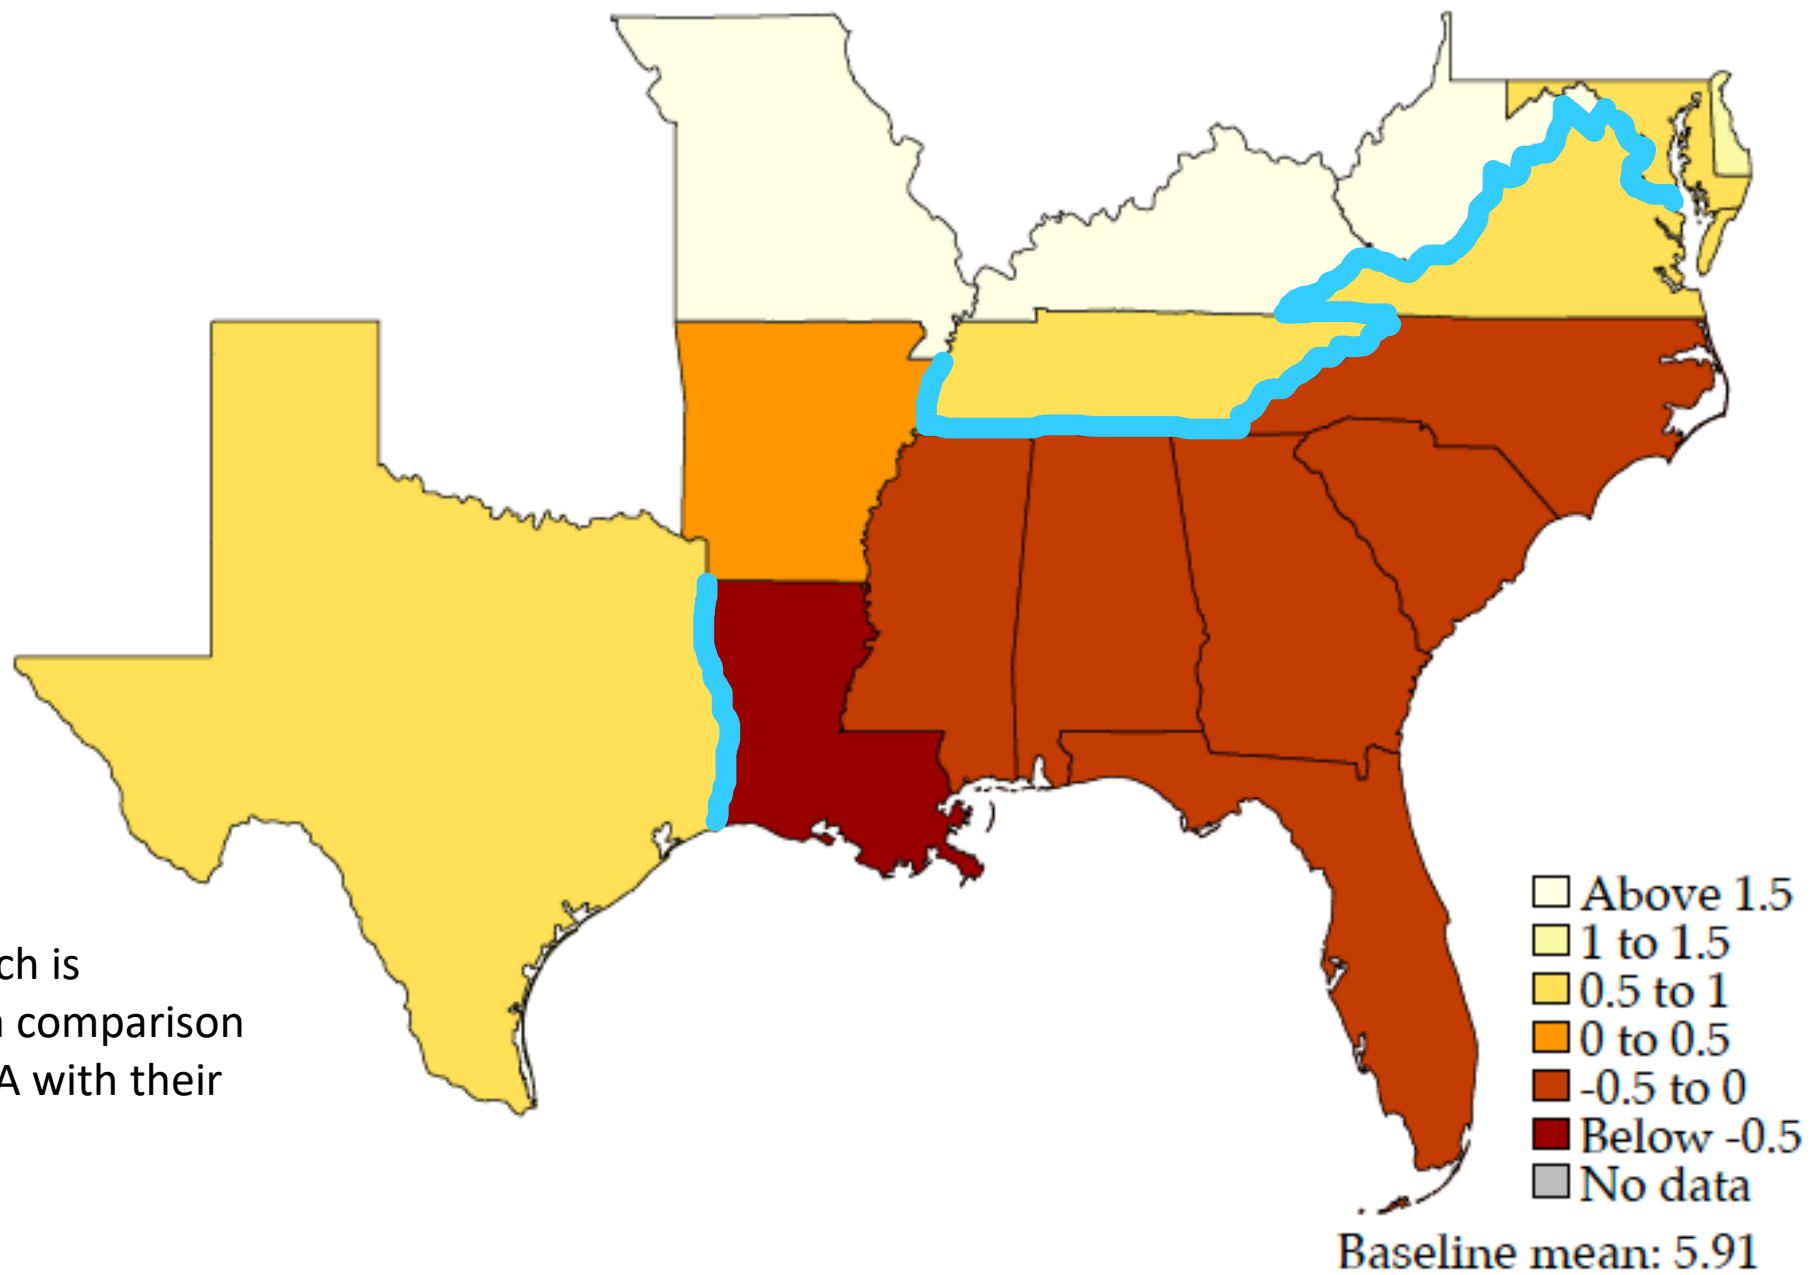 ch is
comparison
A with their
Above 1.5
1 to 1.5
0.5 to 1
0 to 0.5
-0.5 to 0
Below -0.5
No data
Baseline mean: 5.91